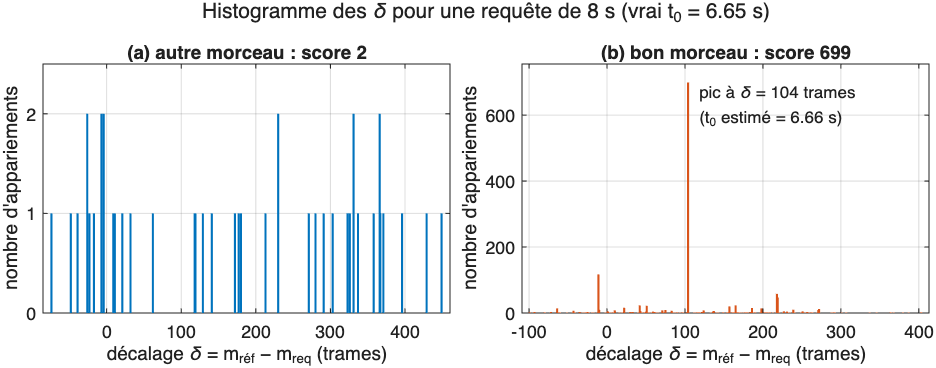 Histogramme des δ pour une requête de 8 s (vrai t₀ = 6.65 s)
(a) autre morceau : score 2
nombre d'appariements
2
1
0
0 100 200 300 400
décalage δ = m_réf − m_req (trames)
(b) bon morceau : score 699
nombre d'appariements
pic à δ = 104 trames
(t₀ estimé = 6.66 s)
600
400
200
0
-100 0 100 200 300 400
décalage δ = m_réf − m_req (trames)